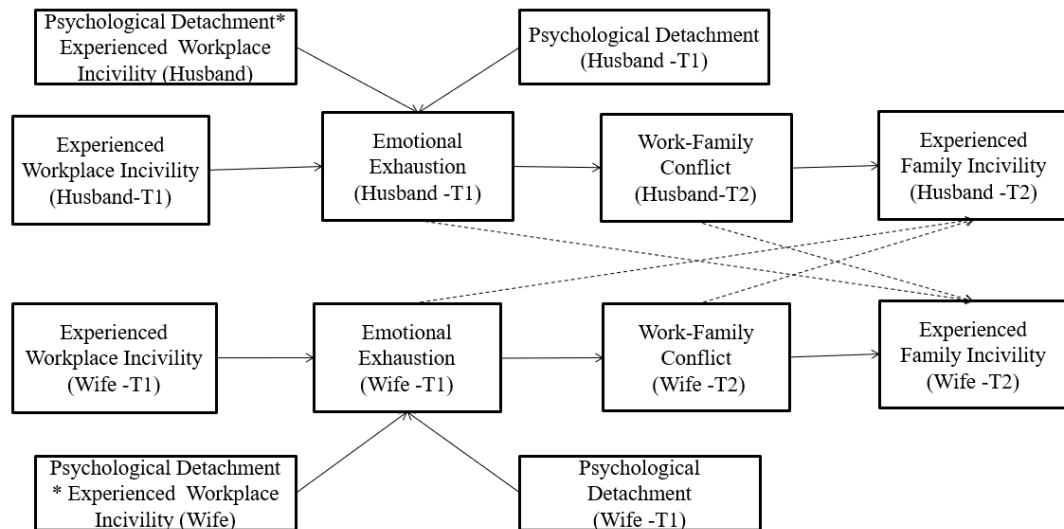 Psychological Detachment*
Experienced Workplace
Incivility (Husband)
Psychological Detachment
(Husband -T1)
Experienced
Workplace Incivility
(Husband-T1)
Emotional
Exhaustion
(Husband -T1)
Work-Family
Conflict
(Husband-T2)
Experienced
Family Incivility
(Husband -T2)
Experienced
Workplace Incivility
(Wife -T1)
Emotional
Exhaustion
(Wife -T1)
Work-Family
Conflict
(Wife -T2)
Experienced
Family Incivility
(Wife -T2)
Psychological Detachment
* Experienced Workplace
Incivility (Wife)
Psychological
Detachment
(Wife -T1)